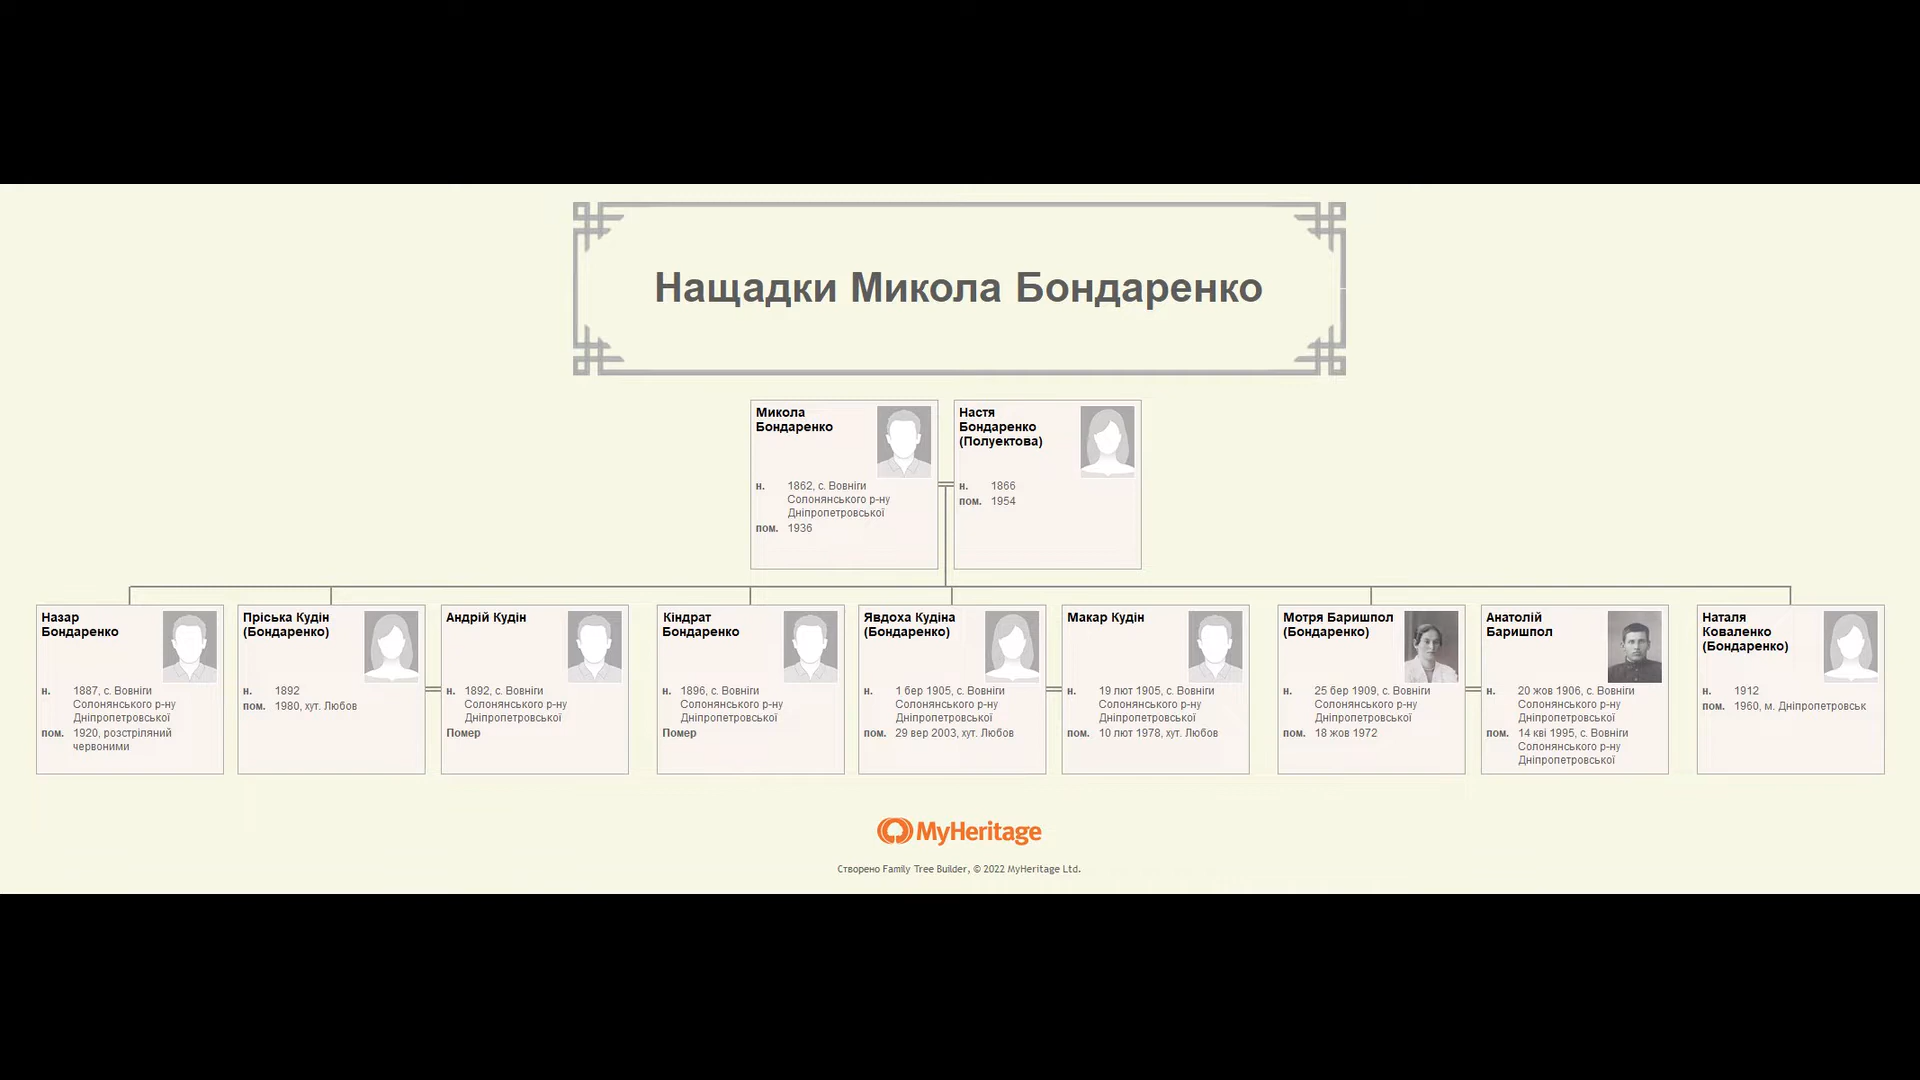 Нащадки Микола Бондаренко
Микола
Бондаренко
н. 1862, с. Вовніги
Солонянського р-ну
Дніпропетровської
пом. 1936
Настя
Бондаренко
(Полуектова)
н. 1866
пом. 1954
Назар
Бондаренко
н. 1887, с. Вовніги
Солонянського р-ну
Дніпропетровської
пом. 1920, розстріляний
червоними
Пріська Кудін
(Бондаренко)
н. 1892
пом. 1980, хут. Любов
Андрій Кудін
н. 1892, с. Вовніги
Солонянського р-ну
Дніпропетровської
Помер
Кіндрат
Бондаренко
н. 1896, с. Вовніги
Солонянського р-ну
Дніпропетровської
Помер
Явдоха Кудіна
(Бондаренко)
н. 1 бер 1905, с. Вовніги
Солонянського р-ну
Дніпропетровської
пом. 29 вер 2003, хут. Любов
Макар Кудін
н. 19 лют 1905, с. Вовніги
Солонянського р-ну
Дніпропетровської
пом. 10 лют 1978, хут. Любов
Мотря Баришпол
(Бондаренко)
н. 25 бер 1909, с. Вовніги
Солонянського р-ну
Дніпропетровської
пом. 18 жов 1972
Анатолій
Баришпол
н. 20 жов 1906, с. Вовніги
Солонянського р-ну
Дніпропетровської
пом. 14 кві 1995, с. Вовніги
Солонянського р-ну
Дніпропетровської
Наталя
Коваленко
(Бондаренко)
н. 1912
пом. 1960, м. Дніпропетровськ
MyHeritage
Створено Family Tree Builder, © 2022 MyHeritage Ltd.